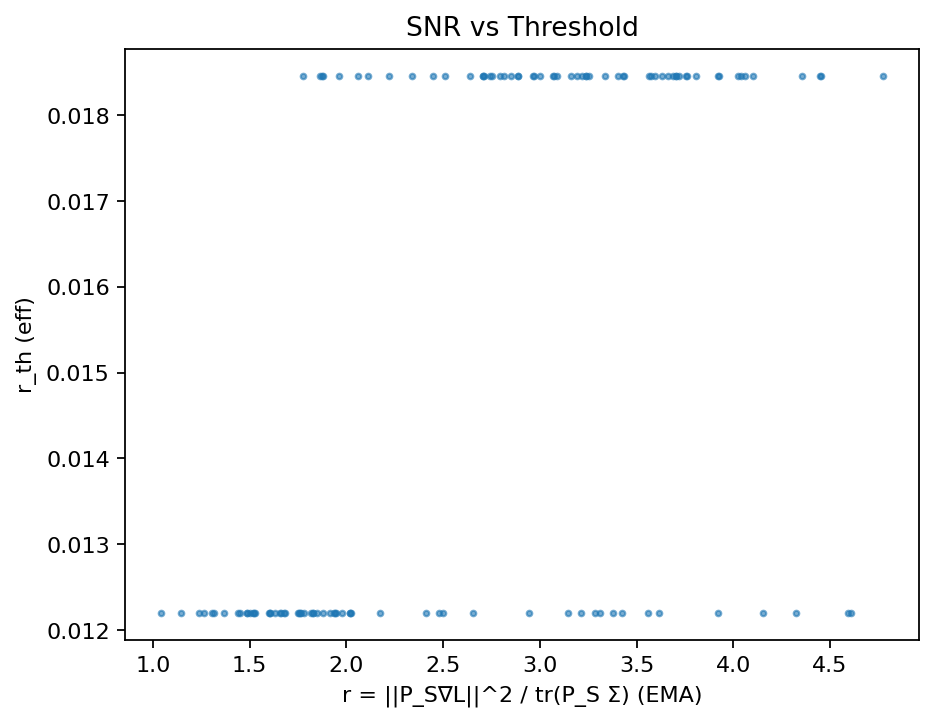 SNR vs Threshold
r_th (eff)
0.018
0.017
0.016
0.015
0.014
0.013
0.012
1.0 1.5 2.0 2.5 3.0 3.5 4.0 4.5
r = ||P_S∇L||^2 / tr(P_S Σ) (EMA)